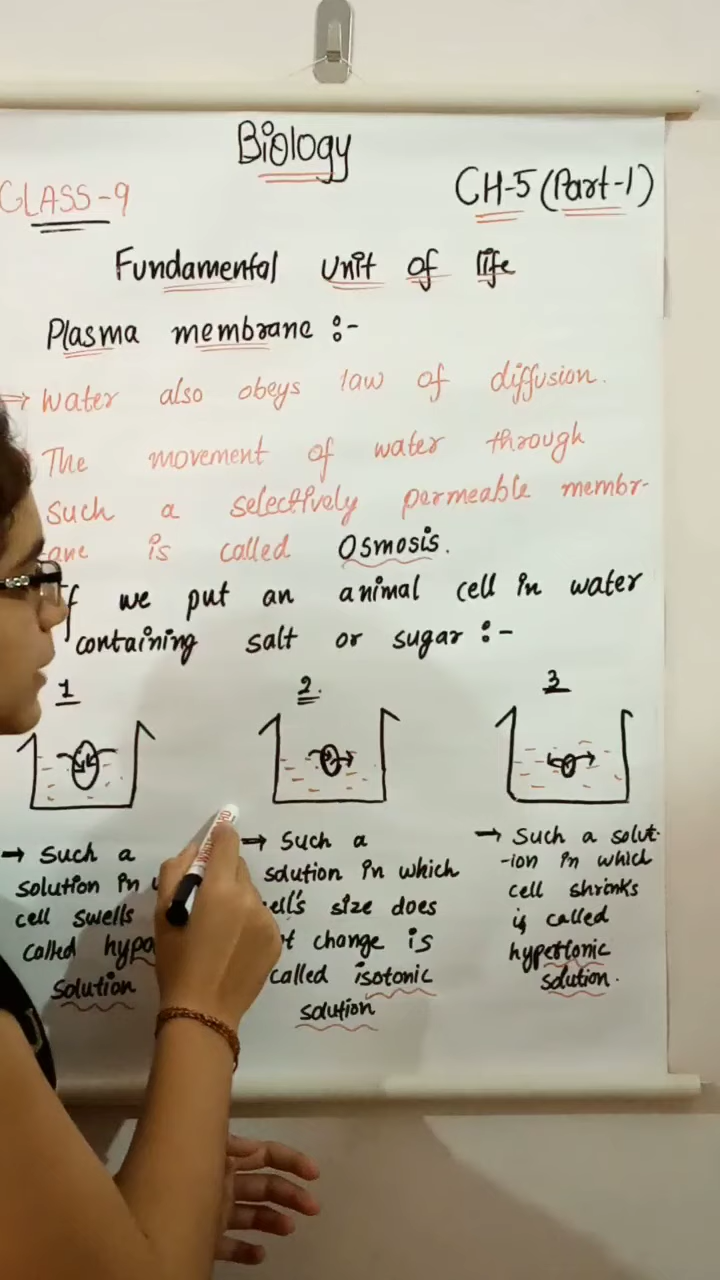 Biology
CLASS-9
CH-5 (Part-1)
Fundamental unit of life
Plasma membrane :-
⇒ Water also obeys law of diffusion.
The movement of water through
such a selectively permeable membr-
-ane is called Osmosis.
we put an animal cell in water
containing salt or sugar :-
1
2.
3
→ Such a
solution in
cell swells
called hypo
solution
⇒ Such a
solution in which
size does
change is
called isotonic
solution
→ Such a solut-
-ion in which
cell shrinks
is called
hypertonic
solution.